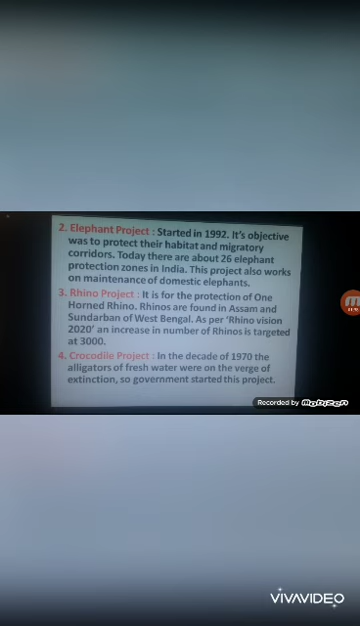 2. Elephant Project : Started in 1992. It's objective
was to protect their habitat and migratory
corridors. Today there are about 26 elephant
protection zones in India. This project also works
on maintenance of domestic elephants.
3. Rhino Project : It is for the protection of One
Horned Rhino. Rhinos are found in Assam and
Sundarban of West Bengal. As per 'Rhino vision
2020' an increase in number of Rhinos is targeted
at 3000.
4. Crocodile Project : In the decade of 1970 the
alligators of fresh water were on the verge of
extinction, so government started this project.
Recorded by mobizen
VIVAVIDEO